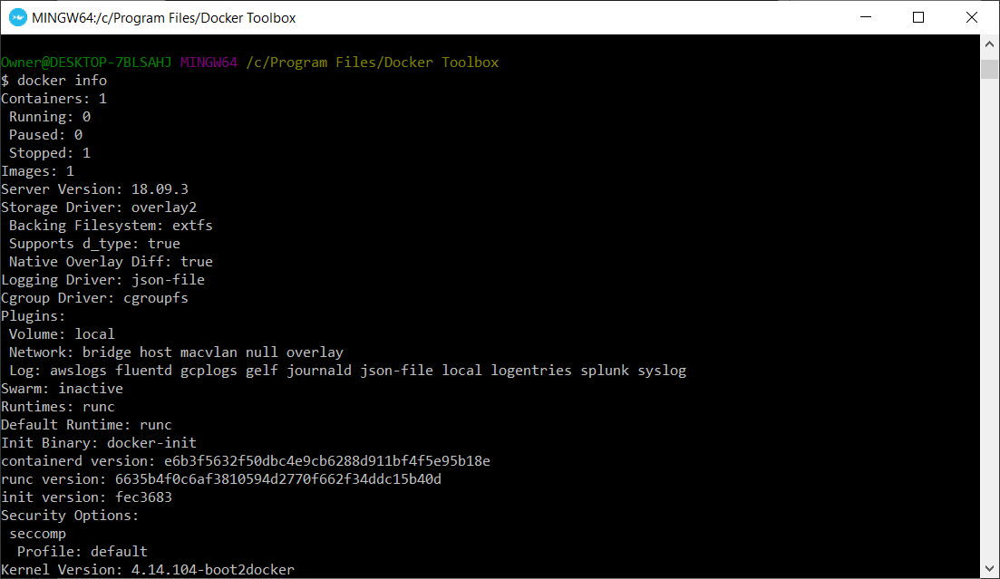 MINGW64:/c/Program Files/Docker Toolbox
Owner@DESKTOP-7BLSAHJ MINGW64 /c/Program Files/Docker Toolbox
$ docker info
Containers: 1
 Running: 0
 Paused: 0
 Stopped: 1
Images: 1
Server Version: 18.09.3
Storage Driver: overlay2
 Backing Filesystem: extfs
 Supports d_type: true
 Native Overlay Diff: true
Logging Driver: json-file
Cgroup Driver: cgroupfs
Plugins:
 Volume: local
 Network: bridge host macvlan null overlay
 Log: awslogs fluentd gcplogs gelf journald json-file local logentries splunk syslog
Swarm: inactive
Runtimes: runc
Default Runtime: runc
Init Binary: docker-init
containerd version: e6b3f5632f50dbc4e9cb6288d911bf4f5e95b18e
runc version: 6635b4f0c6af3810594d2770f662f34ddc15b40d
init version: fec3683
Security Options:
 seccomp
  Profile: default
Kernel Version: 4.14.104-boot2docker